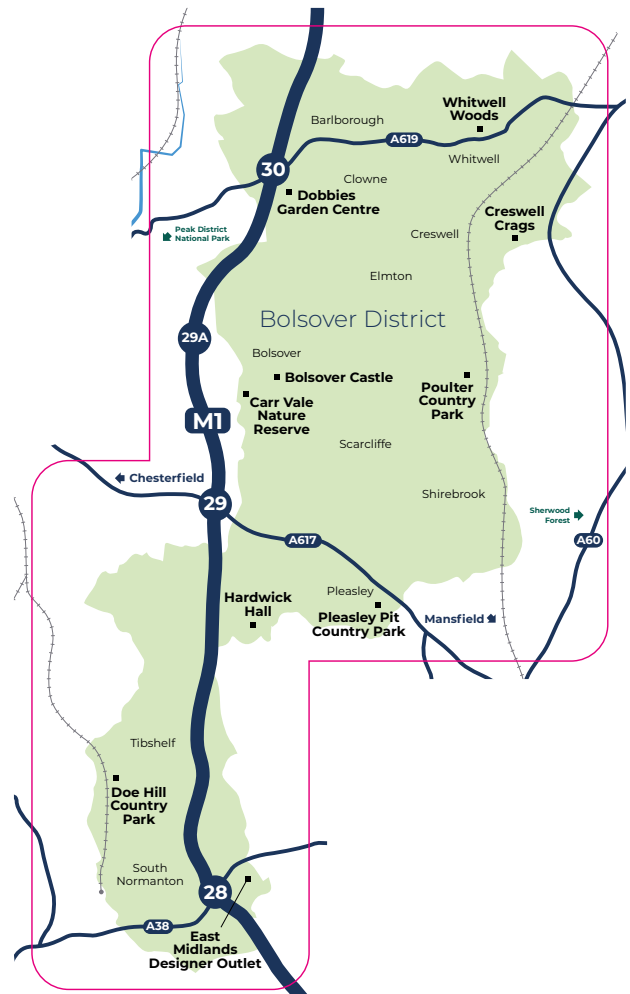 Whitwell
Woods
Barlborough
A619
Whitwell
30
Clowne
Dobbies
Garden Centre
Creswell
Crags
Peak District
National Park
Creswell
Elmton
Bolsover District
29A
Bolsover
Bolsover Castle
Poulter
Country
Park
Carr Vale
Nature
Reserve
M1
Scarcliffe
Chesterfield
Shirebrook
29
Sherwood
Forest
A617
A60
Hardwick
Hall
Pleasley
Pleasley Pit
Country Park
Mansfield
Tibshelf
Doe Hill
Country
Park
South
Normanton
28
A38
East
Midlands
Designer Outlet